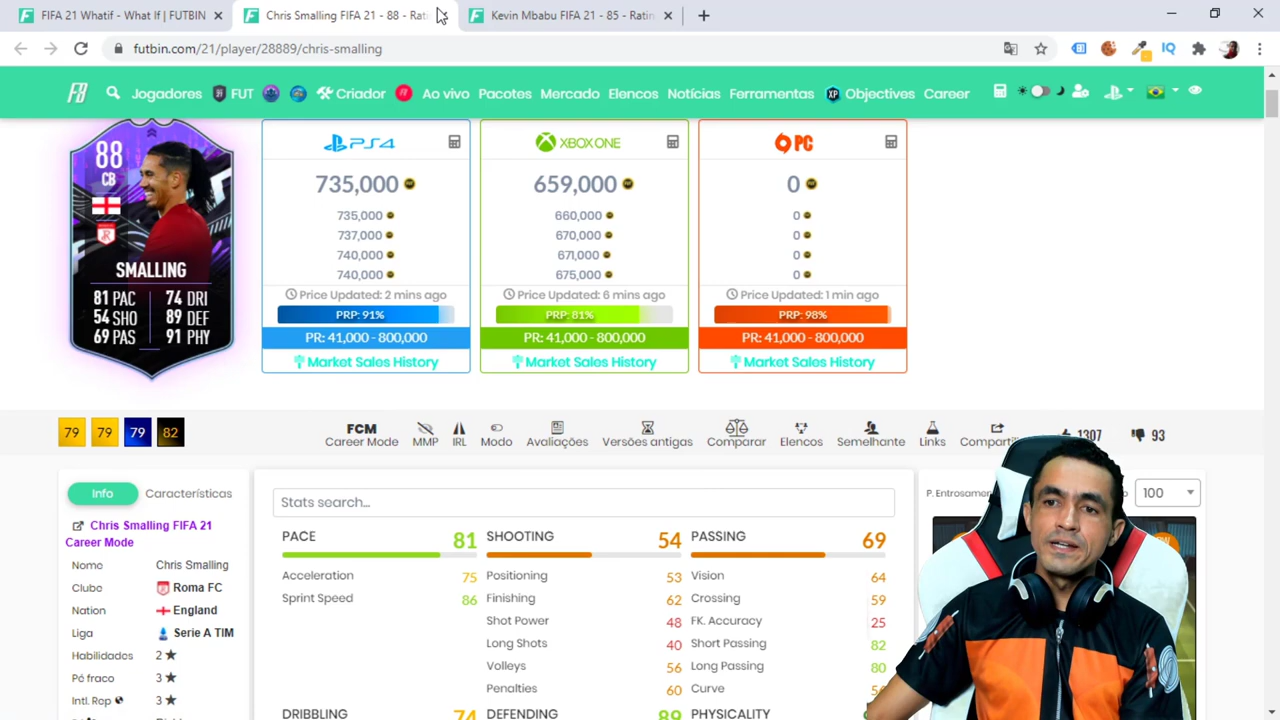 FIFA 21 Whatif - What If | FUTBIN
Chris Smalling FIFA 21 - 88 - Rati
Kevin Mbabu FIFA 21 - 85 - Ratin
futbin.com/21/player/28889/chris-smalling
IQ
Jogadores FUT Criador Ao vivo Pacotes Mercado Elencos Notícias Ferramentas XP Objectives Career
88
CB
SMALLING
81 PAC 74 DRI
54 SHO 89 DEF
69 PAS 91 PHY
PS4
735,000
735,000
737,000
740,000
740,000
Price Updated: 2 mins ago
PRP: 91%
PR: 41,000 - 800,000
Market Sales History
XBOX ONE
659,000
660,000
670,000
671,000
675,000
Price Updated: 6 mins ago
PRP: 81%
PR: 41,000 - 800,000
Market Sales History
PC
0
0
0
0
0
Price Updated: 1 min ago
PRP: 98%
PR: 41,000 - 800,000
Market Sales History
79 79 79 82
FCM
Career Mode MMP IRL Modo Avaliações Versões antigas Comparar Elencos Semelhante Links Comparti
1307 93
Info Características
Chris Smalling FIFA 21
Career Mode
Nome Chris Smalling
Clube Roma FC
Nation England
Liga Serie A TIM
Habilidades 2
Pé fraco 3
Intl. Rep 3
Stats search...
PACE 81
Acceleration 75
Sprint Speed 86
SHOOTING 54
Positioning 53
Finishing 62
Shot Power 48
Long Shots 40
Volleys 56
Penalties 60
PASSING 69
Vision 64
Crossing 59
FK. Accuracy 25
Short Passing 82
Long Passing 80
Curve
DRIBBLING 74
DEFENDING 89
PHYSICALITY
P. Entrosamen
100